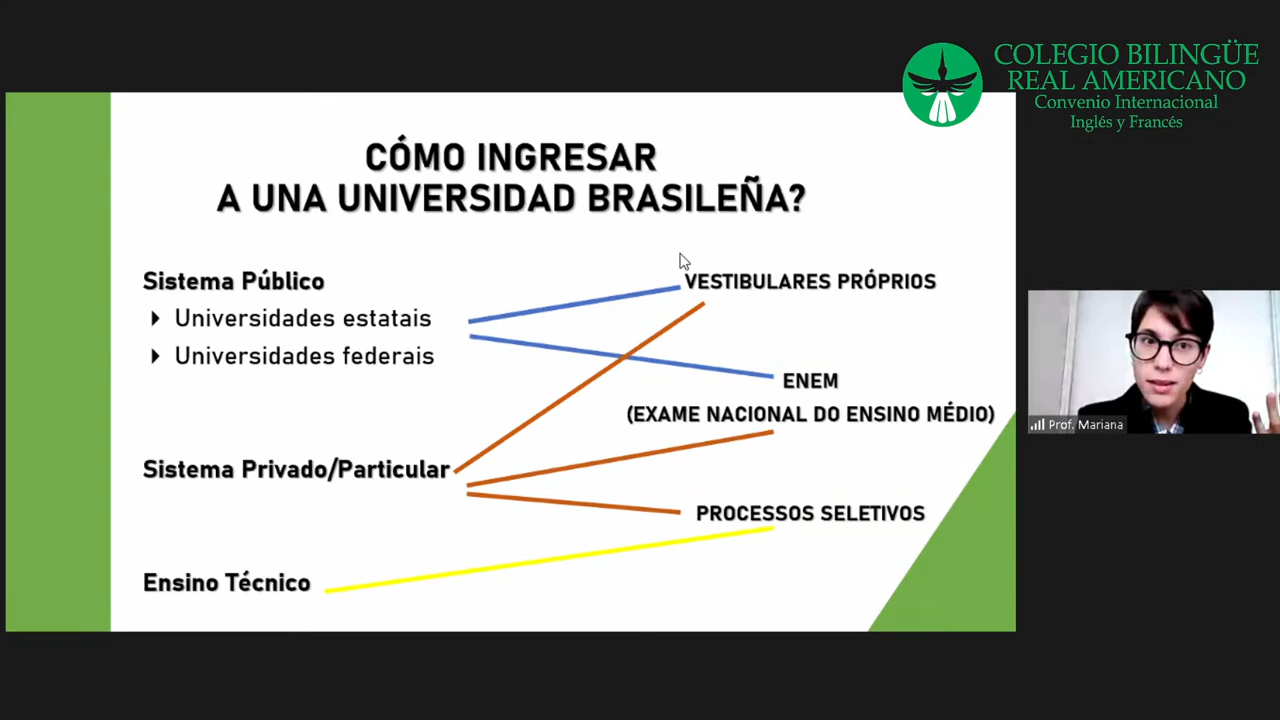 COLEGIO BILINGÜE
REAL AMERICANO
Convenio Internacional
Inglés y Francés
CÓMO INGRESAR
A UNA UNIVERSIDAD BRASILEÑA?
Sistema Público
Universidades estatais
Universidades federais
VESTIBULARES PRÓPRIOS
ENEM
(EXAME NACIONAL DO ENSINO MÉDIO)
Sistema Privado/Particular
PROCESSOS SELETIVOS
Ensino Técnico
Prof. Mariana